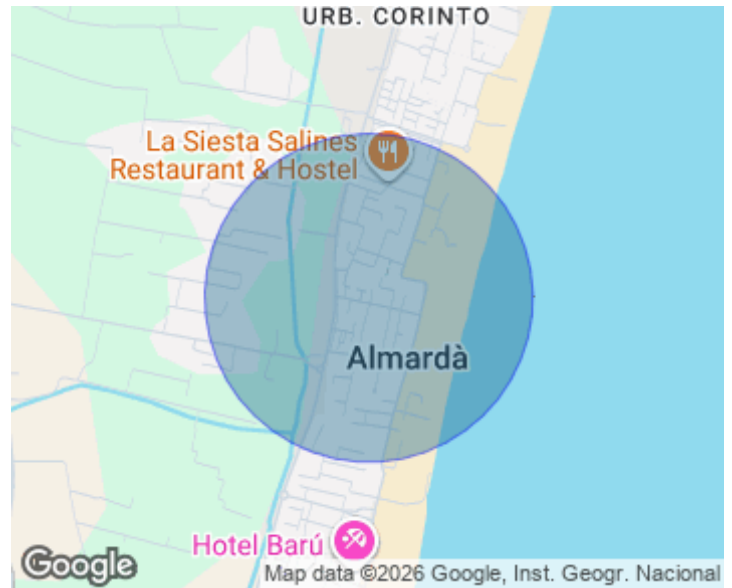 URB. CORINTO
La Siesta Salines
Restaurant & Hostel
Almardà
Hotel Barú
Google
Map data ©2026 Google, Inst. Geogr. Nacional